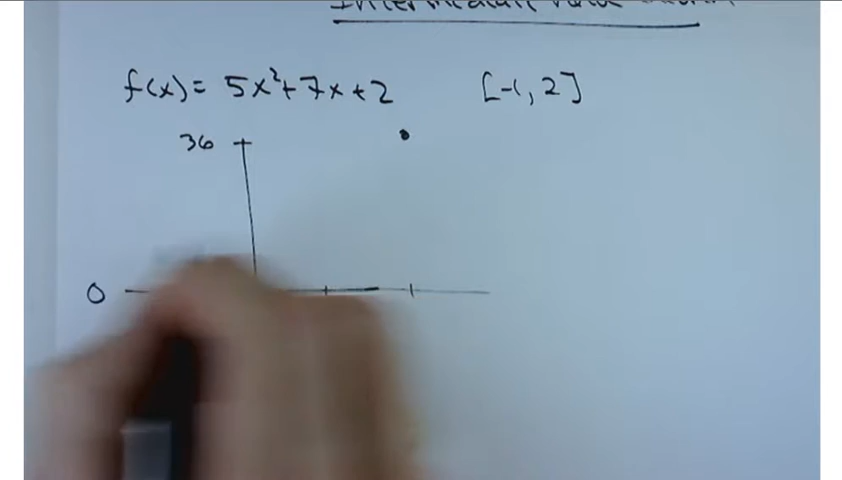 f(x)= 5x²+7x+2 [-1, 2]
36
0